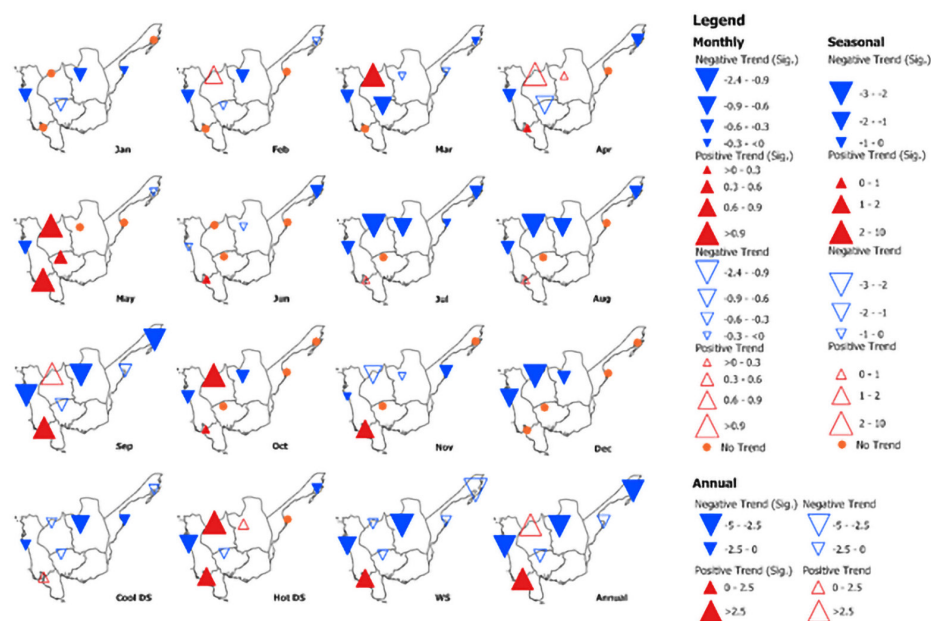 Jan
Feb
Mar
Apr
May
Jun
Jul
Aug
Sep
Oct
Nov
Dec
Cool DS
Hot DS
WS
Annual
Legend
Monthly
Negative Trend (Sig.)
-2.4 - -0.9
-0.9 - -0.6
-0.6 - -0.3
-0.3 - <0
Positive Trend (Sig.)
>0 - 0.3
0.3 - 0.6
0.6 - 0.9
>0.9
Negative Trend
-2.4 - -0.9
-0.9 - -0.6
-0.6 - -0.3
-0.3 - <0
Positive Trend
>0 - 0.3
0.3 - 0.6
0.6 - 0.9
>0.9
No Trend
Seasonal
Negative Trend (Sig.)
-3 - -2
-2 - -1
-1 - 0
Positive Trend (Sig.)
0 - 1
1 - 2
2 - 10
Negative Trend
-3 - -2
-2 - -1
-1 - 0
Positive Trend
0 - 1
1 - 2
2 - 10
No Trend
Annual
Negative Trend (Sig.)
-5 - -2.5
-2.5 - 0
Positive Trend (Sig.)
0 - 2.5
>2.5
Negative Trend
-5 - -2.5
-2.5 - 0
Positive Trend
0 - 2.5
>2.5